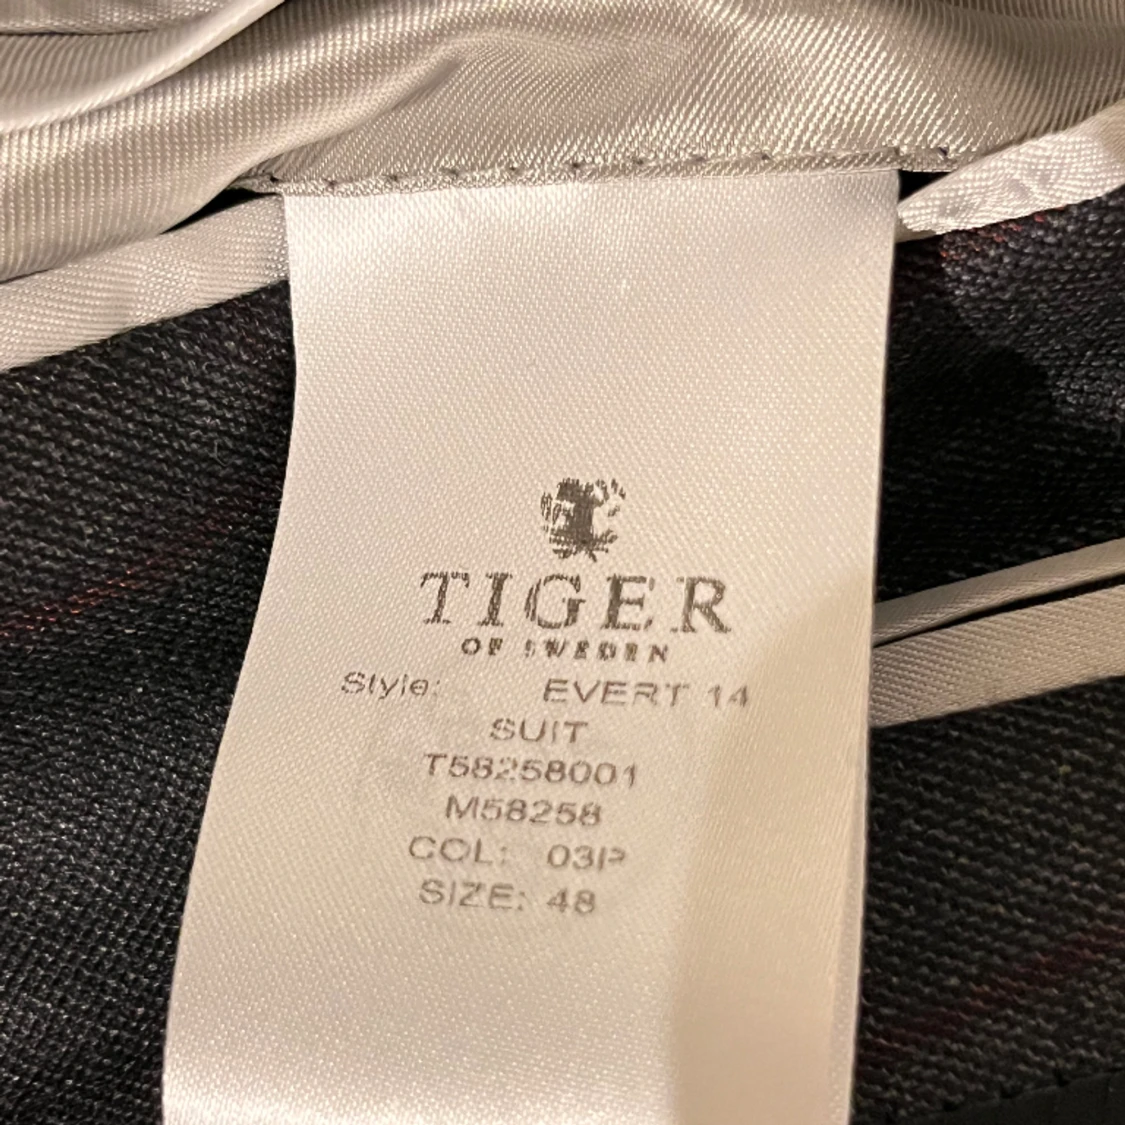 TIGER
OF SWEDEN
Style: EVERT 14
SUIT
T58258001
M58258
COL: 03P
SIZE: 48